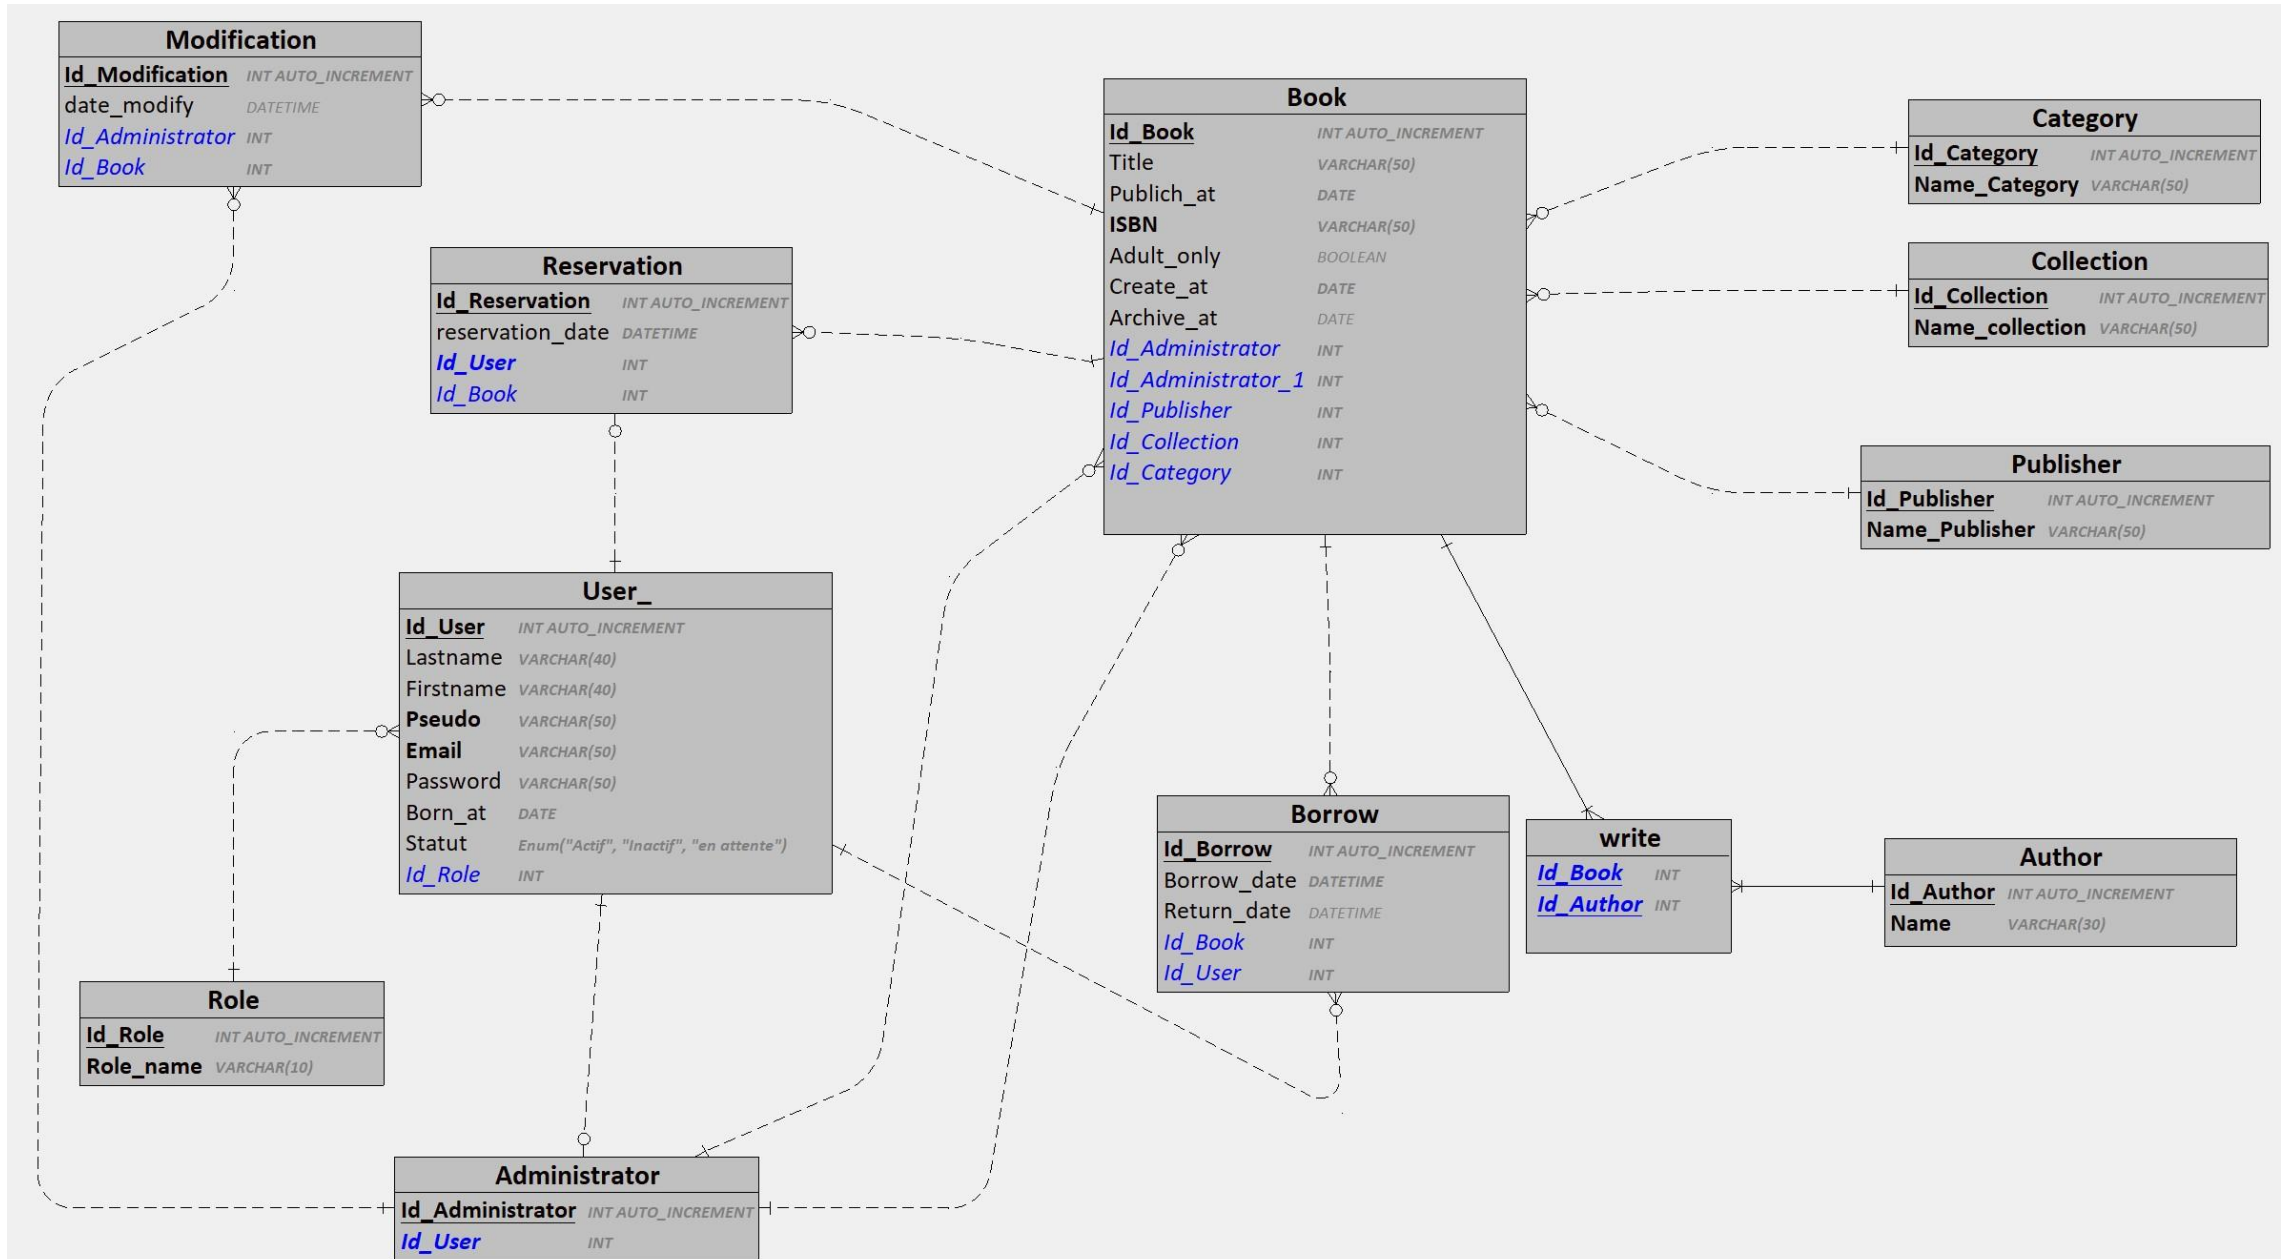 Modification
Id_Modification INT AUTO_INCREMENT
date_modify DATETIME
Id_Administrator INT
Id_Book INT
Book
Id_Book INT AUTO_INCREMENT
Title VARCHAR(50)
Publich_at DATE
ISBN VARCHAR(50)
Adult_only BOOLEAN
Create_at DATE
Archive_at DATE
Id_Administrator INT
Id_Administrator_1 INT
Id_Publisher INT
Id_Collection INT
Id_Category INT
Category
Id_Category INT AUTO_INCREMENT
Name_Category VARCHAR(50)
Collection
Id_Collection INT AUTO_INCREMENT
Name_collection VARCHAR(50)
Reservation
Id_Reservation INT AUTO_INCREMENT
reservation_date DATETIME
Id_User INT
Id_Book INT
Publisher
Id_Publisher INT AUTO_INCREMENT
Name_Publisher VARCHAR(50)
User_
Id_User INT AUTO_INCREMENT
Lastname VARCHAR(40)
Firstname VARCHAR(40)
Pseudo VARCHAR(50)
Email VARCHAR(50)
Password VARCHAR(50)
Born_at DATE
Statut Enum("Actif", "Inactif", "en attente")
Id_Role INT
Borrow
Id_Borrow INT AUTO_INCREMENT
Borrow_date DATETIME
Return_date DATETIME
Id_Book INT
Id_User INT
write
Id_Book INT
Id_Author INT
Author
Id_Author INT AUTO_INCREMENT
Name VARCHAR(30)
Role
Id_Role INT AUTO_INCREMENT
Role_name VARCHAR(10)
Administrator
Id_Administrator INT AUTO_INCREMENT
Id_User INT